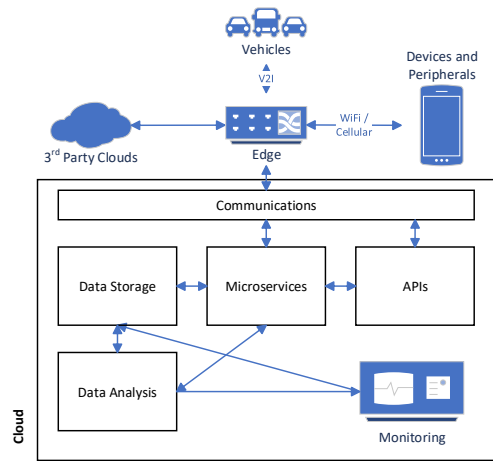 Vehicles
V2I
Devices and
Peripherals
WiFi /
Cellular
3rd Party Clouds
Edge
Communications
Data Storage
Microservices
APIs
Data Analysis
Monitoring
Cloud